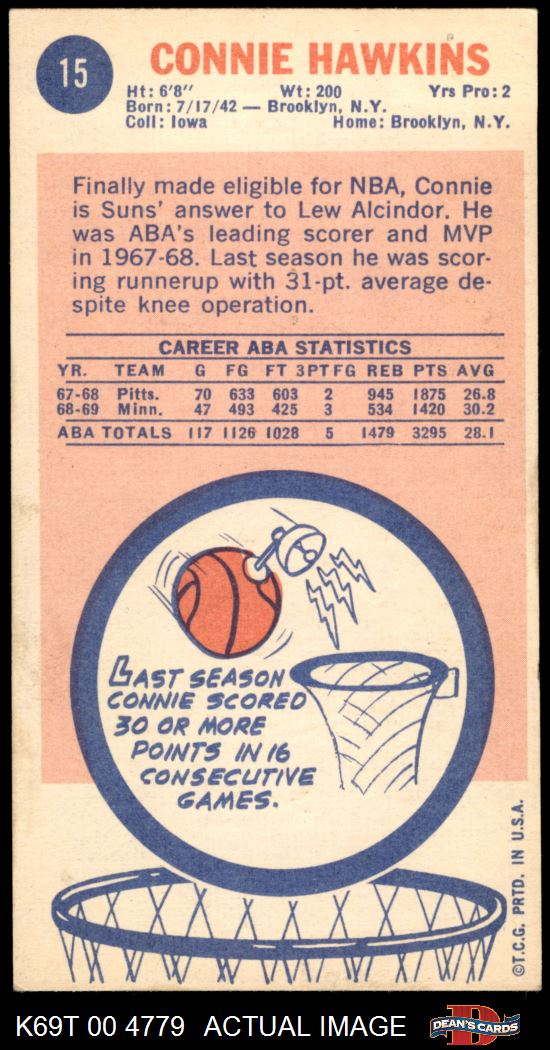 15
CONNIE HAWKINS
Ht: 6'8" Wt: 200 Yrs Pro: 2
Born: 7/17/42 — Brooklyn, N.Y.
Coll: Iowa Home: Brooklyn, N.Y.
Finally made eligible for NBA, Connie
is Suns' answer to Lew Alcindor. He
was ABA's leading scorer and MVP
in 1967-68. Last season he was scor-
ing runnerup with 31-pt. average de-
spite knee operation.
CAREER ABA STATISTICS
YR. TEAM G FG FT 3PTFG REB PTS AVG
67-68 Pitts. 70 633 603 2 945 1875 26.8
68-69 Minn. 47 493 425 3 534 1420 30.2
ABA TOTALS 117 1126 1028 5 1479 3295 28.1
LAST SEASON
CONNIE SCORED
30 OR MORE
POINTS IN 16
CONSECUTIVE
GAMES.
©T.C.G. PRTD. IN U.S.A.
K69T 00 4779 ACTUAL IMAGE
D
DEAN'S CARDS